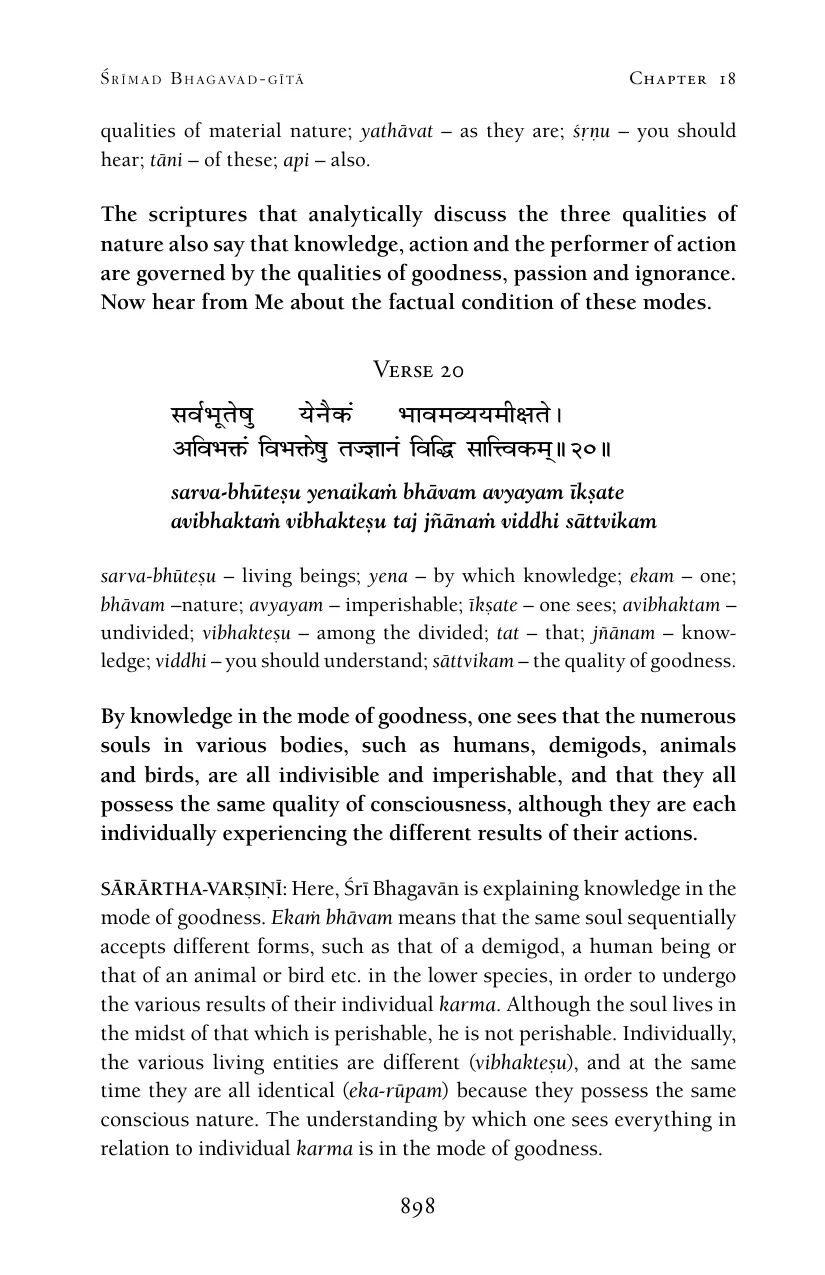 Śrīmad Bhagavad-gītā Chapter 18
qualities of material nature; yathāvat – as they are; śṛṇu – you should
hear; tāni – of these; api – also.
The scriptures that analytically discuss the three qualities of
nature also say that knowledge, action and the performer of action
are governed by the qualities of goodness, passion and ignorance.
Now hear from Me about the factual condition of these modes.
Verse 20
सर्वभूतेषु येनैकं भावमव्ययमीक्षते।
अविभक्तं विभक्तेषु तज्ज्ञानं विद्धि सात्त्विकम्॥२०॥
sarva-bhūteṣu yenaikaṁ bhāvam avyayam īkṣate
avibhaktaṁ vibhakteṣu taj jñānaṁ viddhi sāttvikam
sarva-bhūteṣu – living beings; yena – by which knowledge; ekam – one;
bhāvam –nature; avyayam – imperishable; īkṣate – one sees; avibhaktam –
undivided; vibhakteṣu – among the divided; tat – that; jñānam – know-
ledge; viddhi – you should understand; sāttvikam – the quality of goodness.
By knowledge in the mode of goodness, one sees that the numerous
souls in various bodies, such as humans, demigods, animals
and birds, are all indivisible and imperishable, and that they all
possess the same quality of consciousness, although they are each
individually experiencing the different results of their actions.
SĀRĀRTHA-VARṢIṆĪ: Here, Śrī Bhagavān is explaining knowledge in the
mode of goodness. Ekaṁ bhāvam means that the same soul sequentially
accepts different forms, such as that of a demigod, a human being or
that of an animal or bird etc. in the lower species, in order to undergo
the various results of their individual karma. Although the soul lives in
the midst of that which is perishable, he is not perishable. Individually,
the various living entities are different (vibhakteṣu), and at the same
time they are all identical (eka-rūpam) because they possess the same
conscious nature. The understanding by which one sees everything in
relation to individual karma is in the mode of goodness.
898